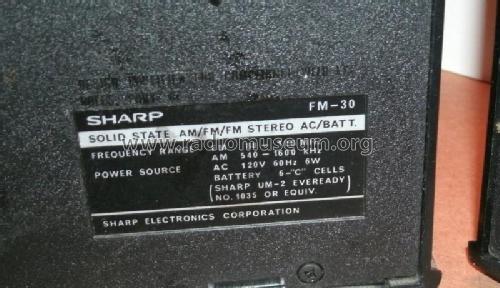 SHARP FM-30
SOLID STATE AM/FM/FM STEREO AC/BATT.
FREQUENCY RANGE
AM 540 - 1600 KHz
POWER SOURCE AC 120V 60Hz 6W
BATTERY 6-"C" CELLS
(SHARP UM-2 EVEREADY)
NO. 1035 OR EQUIV.
SHARP ELECTRONICS CORPORATION
www.radiomuseum.org